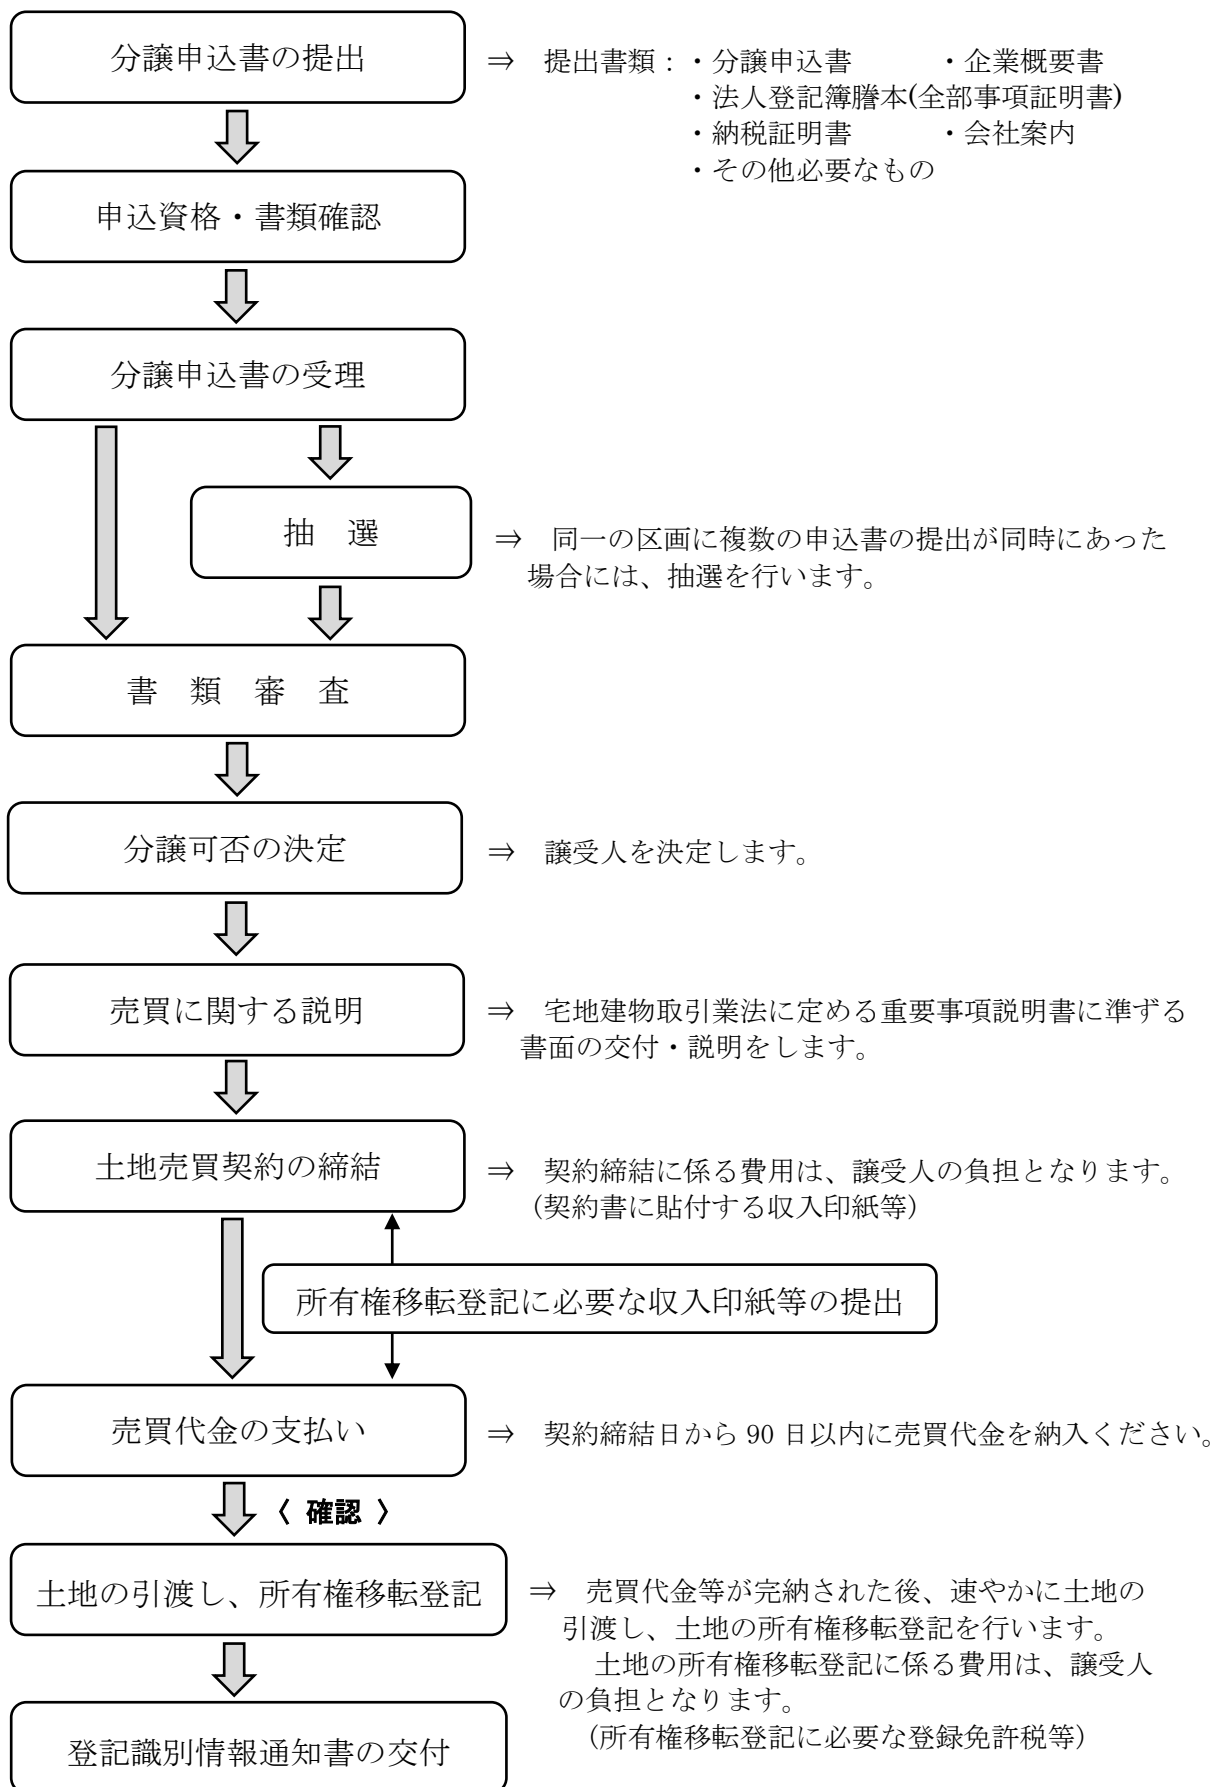 分譲申込書の提出
⇒　提出書類：・分譲申込書　　　・企業概要書
・法人登記簿謄本(全部事項証明書)
・納税証明書　　　・会社案内
・その他必要なもの
申込資格・書類確認
分譲申込書の受理
抽　選
⇒　同一の区画に複数の申込書の提出が同時にあった
場合には、抽選を行います。
書　類　審　査
分譲可否の決定
⇒　譲受人を決定します。
売買に関する説明
⇒　宅地建物取引業法に定める重要事項説明書に準ずる
書面の交付・説明をします。
土地売買契約の締結
⇒　契約締結に係る費用は、譲受人の負担となります。
(契約書に貼付する収入印紙等)
所有権移転登記に必要な収入印紙等の提出
売買代金の支払い
⇒　契約締結日から 90 日以内に売買代金を納入ください。
〈 確認 〉
土地の引渡し、所有権移転登記
⇒　売買代金等が完納された後、速やかに土地の
引渡し、土地の所有権移転登記を行います。
土地の所有権移転登記に係る費用は、譲受人
の負担となります。
(所有権移転登記に必要な登録免許税等)
登記識別情報通知書の交付